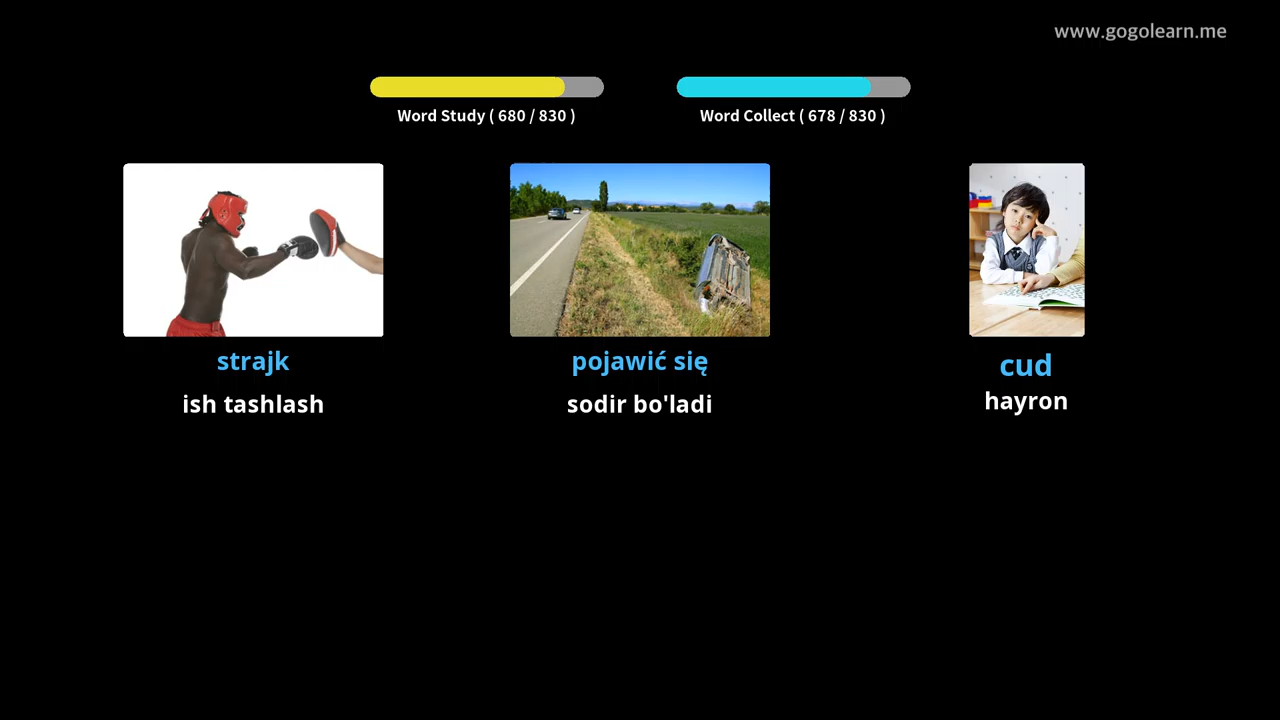 www.gogolearn.me
Word Study ( 680 / 830 )
Word Collect ( 678 / 830 )
strajk
ish tashlash
pojawić się
sodir bo'ladi
cud
hayron